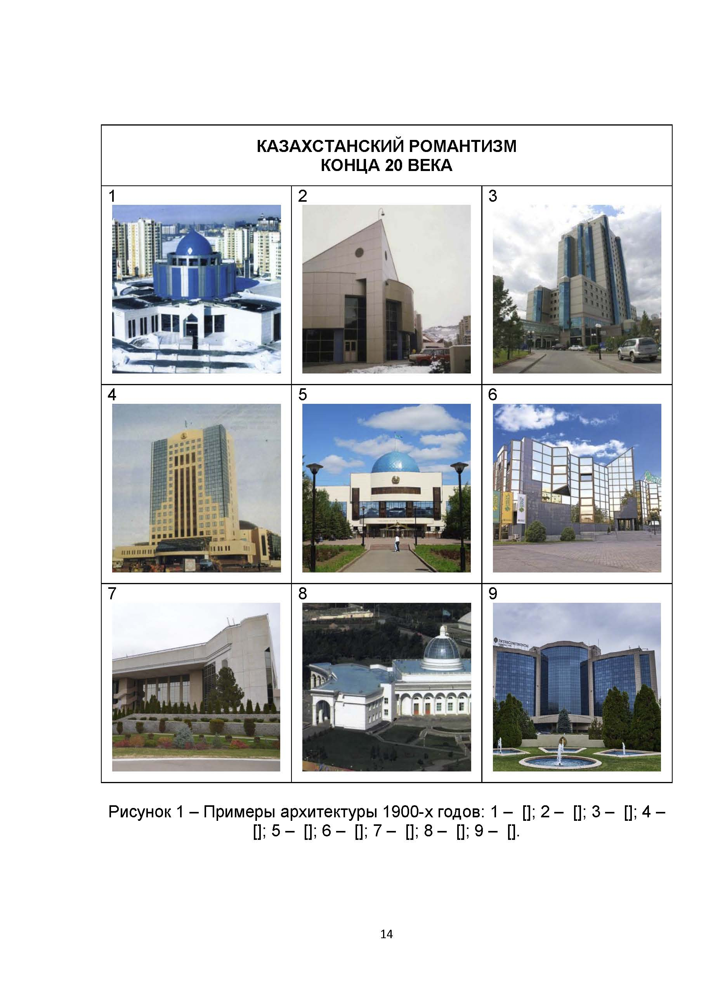 КАЗАХСТАНСКИЙ РОМАНТИЗМ
КОНЦА 20 ВЕКА
1
2
3
4
5
6
7
8
9
INTERCONTINENTAL
Рисунок 1 – Примеры архитектуры 1900-х годов: 1 – []; 2 – []; 3 – []; 4 –
[]; 5 – []; 6 – []; 7 – []; 8 – []; 9 – [].
14